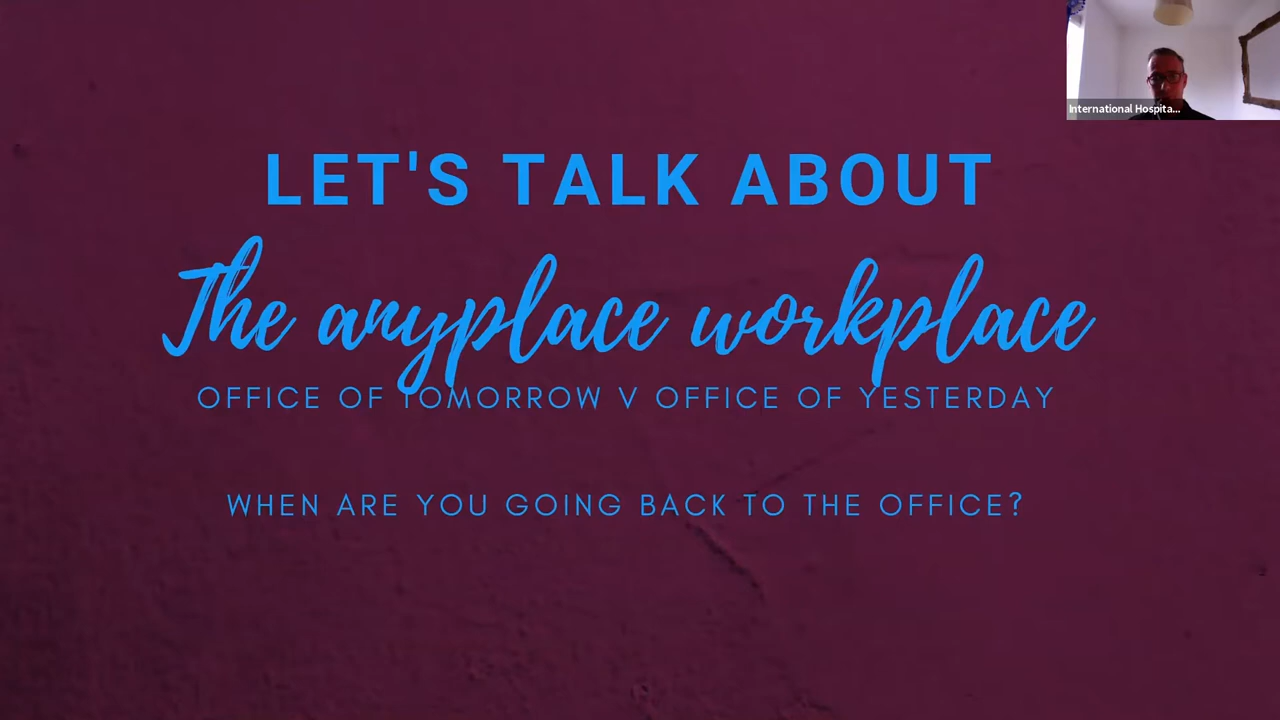 International Hospita...
LET'S TALK ABOUT
The anyplace workplace
OFFICE OF TOMORROW V OFFICE OF YESTERDAY
WHEN ARE YOU GOING BACK TO THE OFFICE?